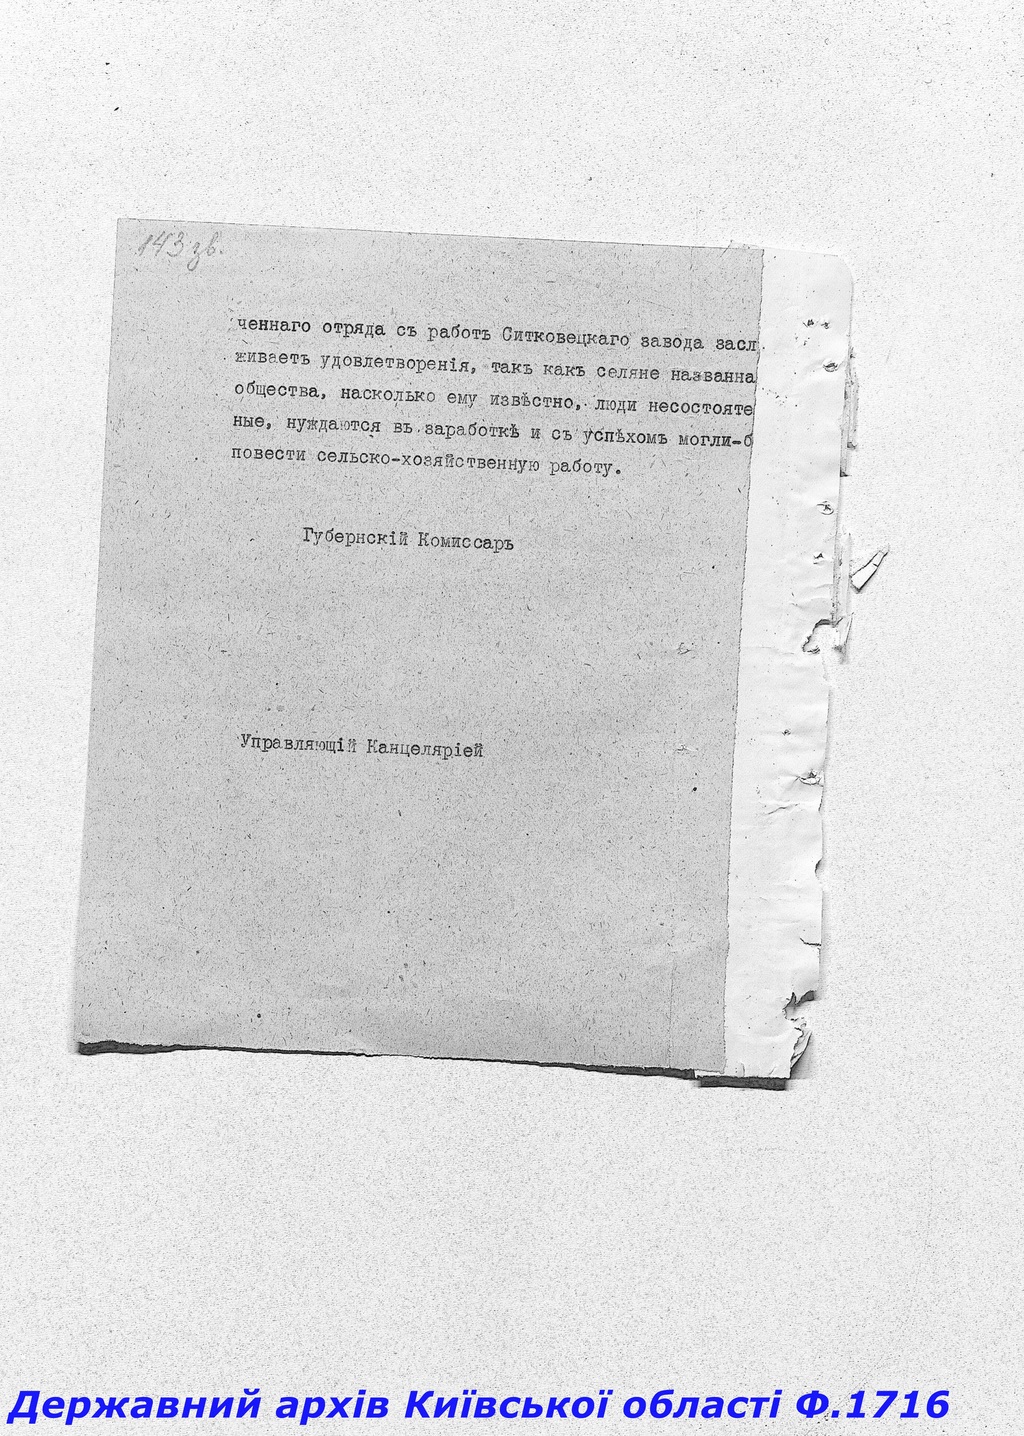 143 зв.
ченнаго отряда съ работъ Ситковецкаго завода засл
живаетъ удовлетворенія, такъ какъ селяне названна
общества, насколько ему извѣстно, люди несостояте
ные, нуждаются въ заработкѣ и съ успѣхомъ могли-б
повести сельско-хозяйственную работу.
Губернскій Комиссаръ
Управляющій Канцеляріей
Державний архів Київської області Ф.1716